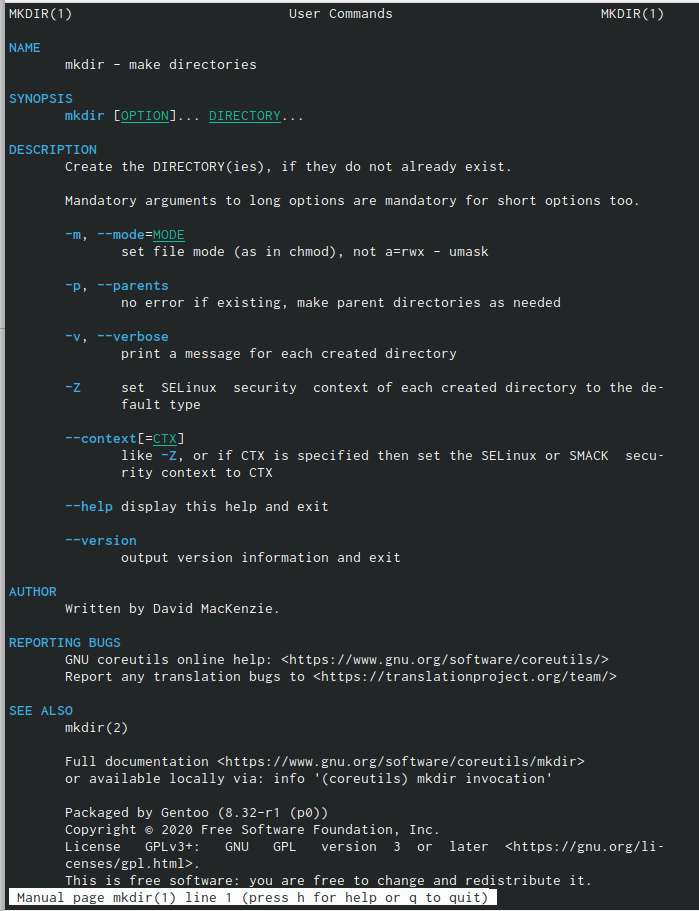 MKDIR(1) User Commands MKDIR(1)
NAME
mkdir - make directories
SYNOPSIS
mkdir [OPTION]... DIRECTORY...
DESCRIPTION
Create the DIRECTORY(ies), if they do not already exist.
Mandatory arguments to long options are mandatory for short options too.
-m, --mode=MODE
set file mode (as in chmod), not a=rwx - umask
-p, --parents
no error if existing, make parent directories as needed
-v, --verbose
print a message for each created directory
-Z set SELinux security context of each created directory to the de-
fault type
--context[=CTX]
like -Z, or if CTX is specified then set the SELinux or SMACK secu-
rity context to CTX
--help display this help and exit
--version
output version information and exit
AUTHOR
Written by David MacKenzie.
REPORTING BUGS
GNU coreutils online help: <https://www.gnu.org/software/coreutils/>
Report any translation bugs to <https://translationproject.org/team/>
SEE ALSO
mkdir(2)
Full documentation <https://www.gnu.org/software/coreutils/mkdir>
or available locally via: info '(coreutils) mkdir invocation'
Packaged by Gentoo (8.32-r1 (p0))
Copyright © 2020 Free Software Foundation, Inc.
License GPLv3+: GNU GPL version 3 or later <https://gnu.org/li-
censes/gpl.html>.
This is free software: you are free to change and redistribute it.
Manual page mkdir(1) line 1 (press h for help or q to quit)